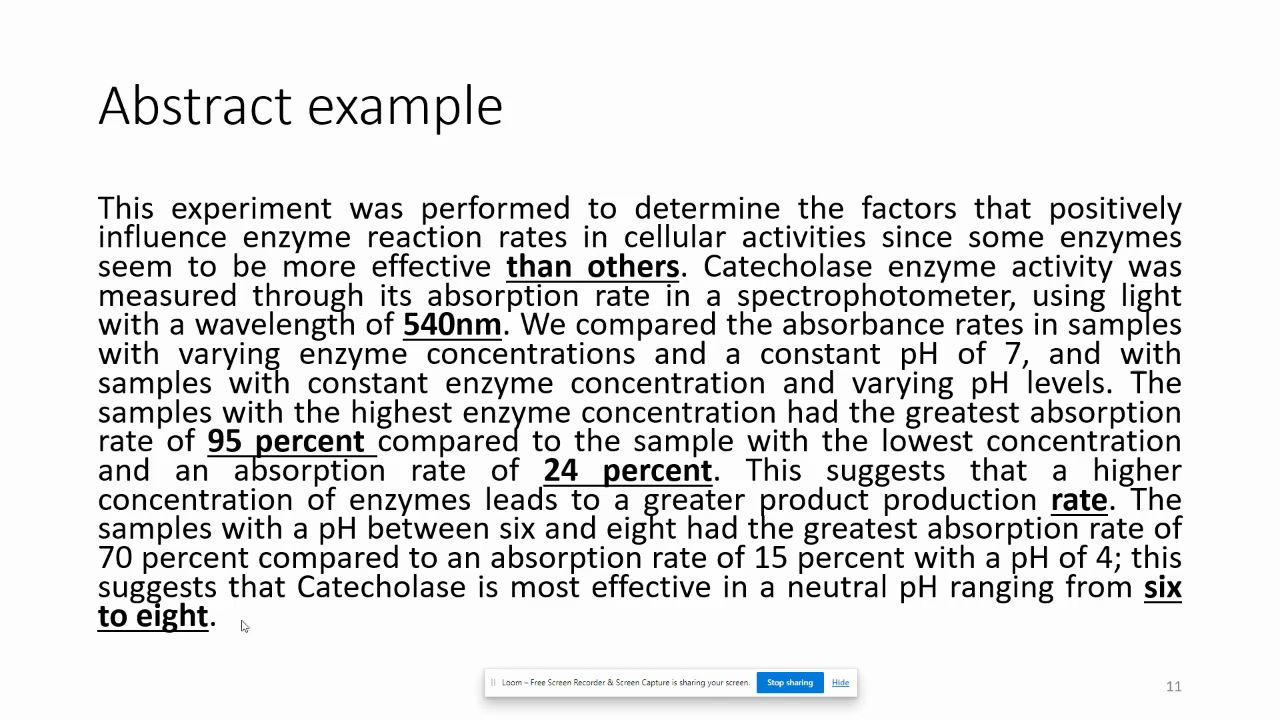 Abstract example
This experiment was performed to determine the factors that positively
influence enzyme reaction rates in cellular activities since some enzymes
seem to be more effective than others. Catecholase enzyme activity was
measured through its absorption rate in a spectrophotometer, using light
with a wavelength of 540nm. We compared the absorbance rates in samples
with varying enzyme concentrations and a constant pH of 7, and with
samples with constant enzyme concentration and varying pH levels. The
samples with the highest enzyme concentration had the greatest absorption
rate of 95 percent compared to the sample with the lowest concentration
and an absorption rate of 24 percent. This suggests that a higher
concentration of enzymes leads to a greater product production rate. The
samples with a pH between six and eight had the greatest absorption rate of
70 percent compared to an absorption rate of 15 percent with a pH of 4; this
suggests that Catecholase is most effective in a neutral pH ranging from six
to eight.
Loom – Free Screen Recorder & Screen Capture is sharing your screen. Stop sharing Hide
11